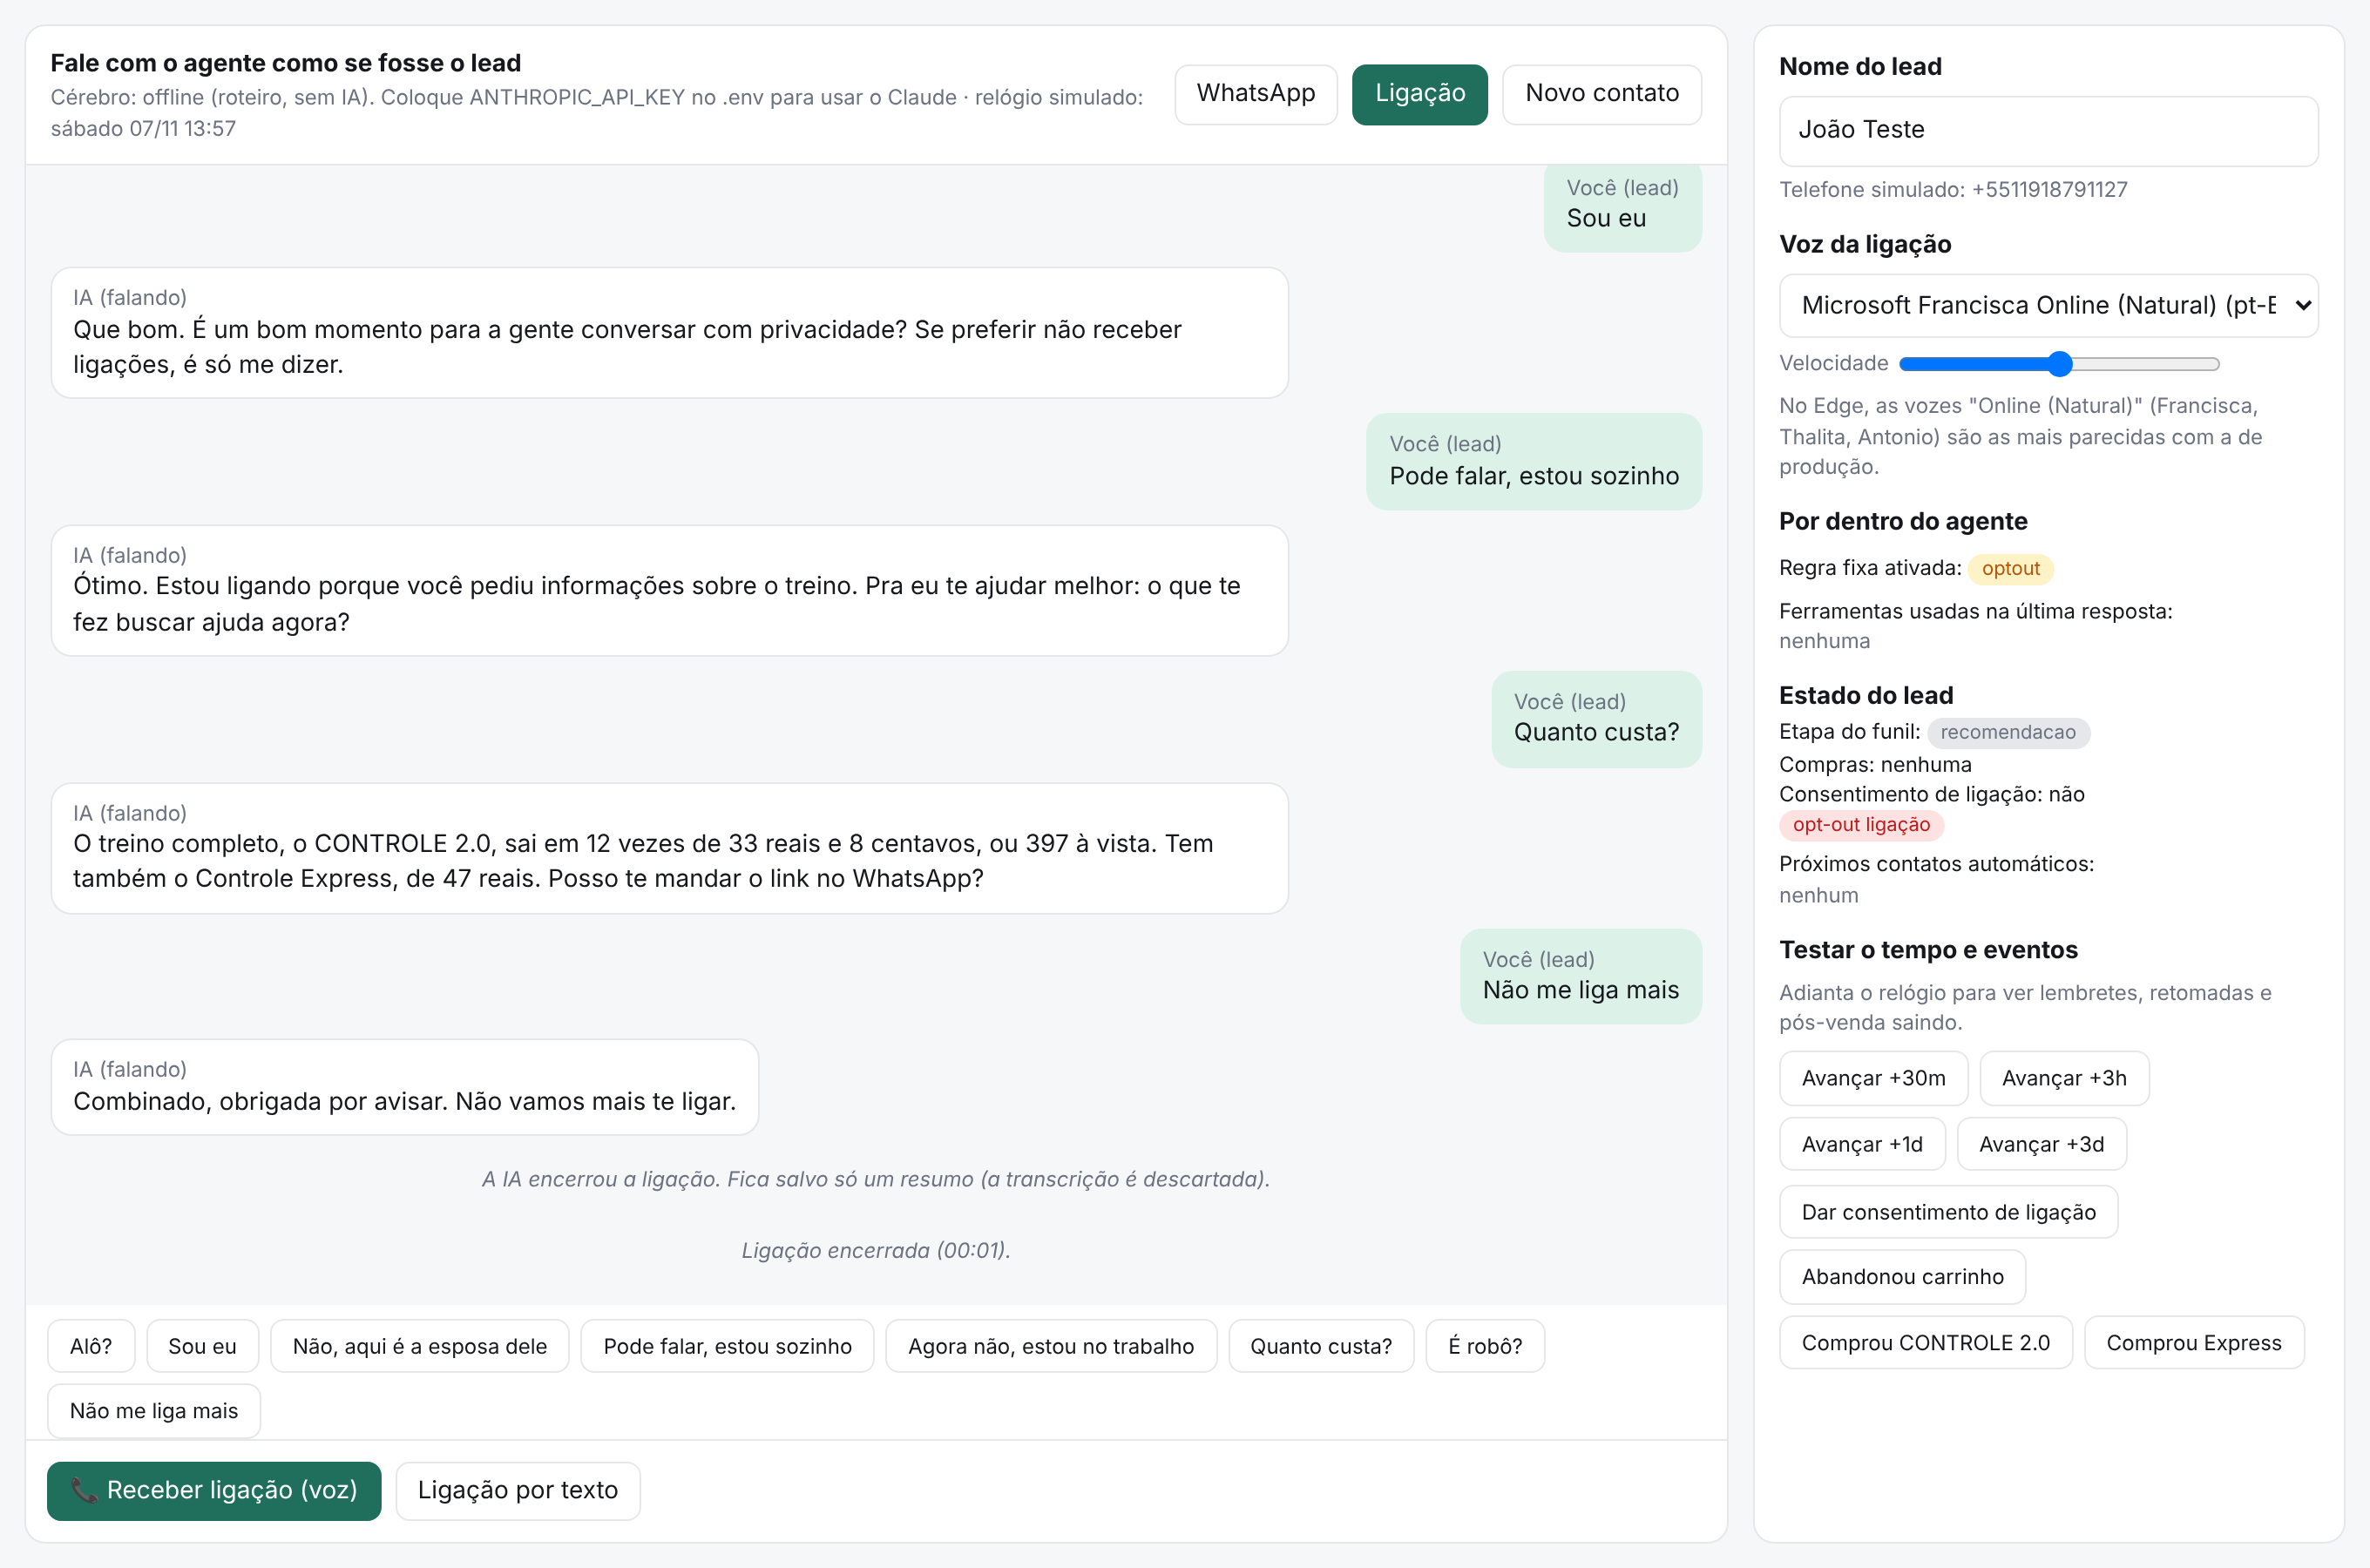 Fale com o agente como se fosse o lead
Cérebro: offline (roteiro, sem IA). Coloque ANTHROPIC_API_KEY no .env para usar o Claude · relógio simulado:
sábado 07/11 13:57
WhatsApp
Ligação
Novo contato
Você (lead)
Sou eu
IA (falando)
Que bom. É um bom momento para a gente conversar com privacidade? Se preferir não receber
ligações, é só me dizer.
Você (lead)
Pode falar, estou sozinho
IA (falando)
Ótimo. Estou ligando porque você pediu informações sobre o treino. Pra eu te ajudar melhor: o que te
fez buscar ajuda agora?
Você (lead)
Quanto custa?
IA (falando)
O treino completo, o CONTROLE 2.0, sai em 12 vezes de 33 reais e 8 centavos, ou 397 à vista. Tem
também o Controle Express, de 47 reais. Posso te mandar o link no WhatsApp?
Você (lead)
Não me liga mais
IA (falando)
Combinado, obrigada por avisar. Não vamos mais te ligar.
A IA encerrou a ligação. Fica salvo só um resumo (a transcrição é descartada).
Ligação encerrada (00:01).
Alô?
Sou eu
Não, aqui é a esposa dele
Pode falar, estou sozinho
Agora não, estou no trabalho
Quanto custa?
É robô?
Não me liga mais
📞 Receber ligação (voz)
Ligação por texto
Nome do lead
João Teste
Telefone simulado: +5511918791127
Voz da ligação
Microsoft Francisca Online (Natural) (pt-B
Velocidade
No Edge, as vozes "Online (Natural)" (Francisca,
Thalita, Antonio) são as mais parecidas com a de
produção.
Por dentro do agente
Regra fixa ativada: optout
Ferramentas usadas na última resposta:
nenhuma
Estado do lead
Etapa do funil: recomendacao
Compras: nenhuma
Consentimento de ligação: não
opt-out ligação
Próximos contatos automáticos:
nenhum
Testar o tempo e eventos
Adianta o relógio para ver lembretes, retomadas e
pós-venda saindo.
Avançar +30m
Avançar +3h
Avançar +1d
Avançar +3d
Dar consentimento de ligação
Abandonou carrinho
Comprou CONTROLE 2.0
Comprou Express